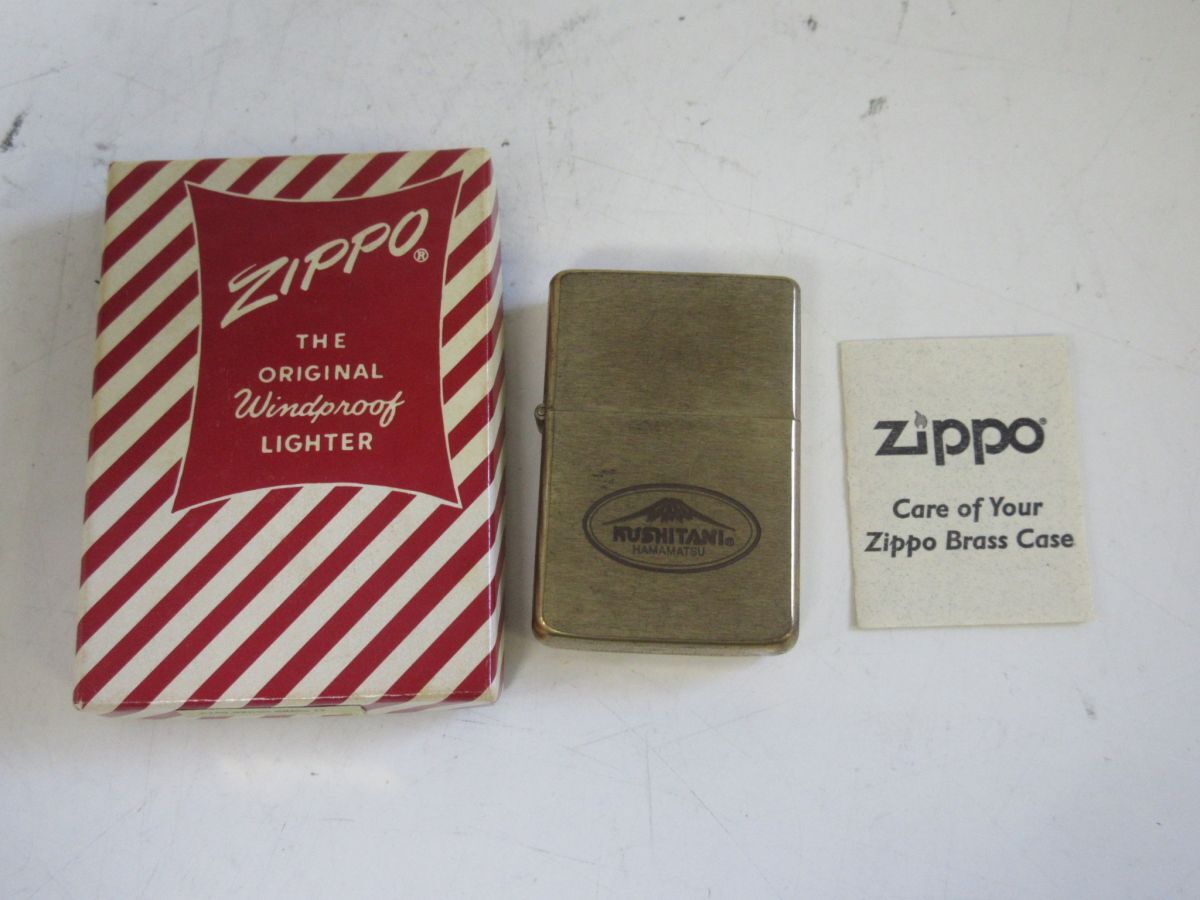 ZIPPO®
THE
ORIGINAL
Windproof
LIGHTER
KUSHITANI®
HAMAMATSU
zippo®
Care of Your
Zippo Brass Case